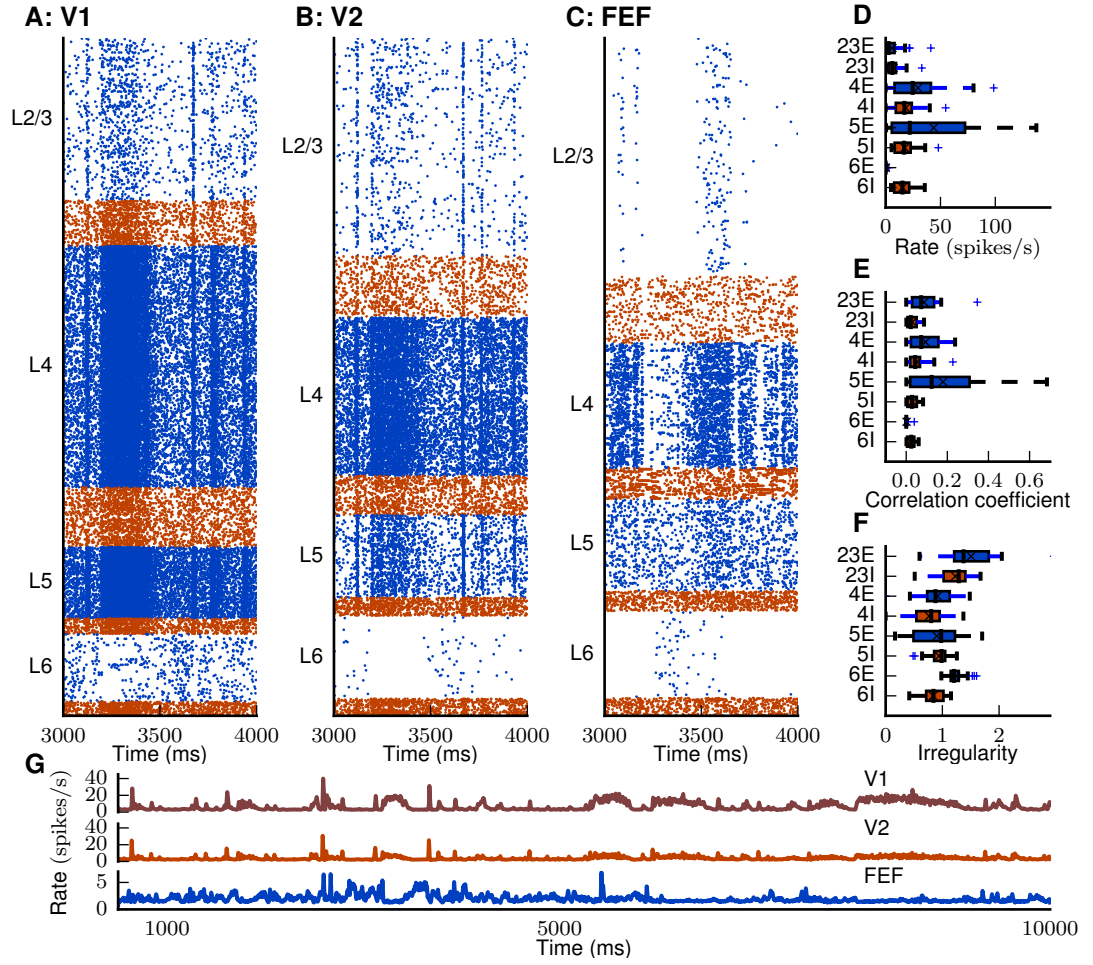 A: V1
L2/3
L4
L5
L6
3000 3500 4000
Time (ms)
B: V2
L2/3
L4
L5
L6
3000 3500 4000
Time (ms)
C: FEF
L2/3
L4
L5
L6
3000 3500 4000
Time (ms)
D
23E
23I
4E
4I
5E
5I
6E
6I
0 50 100
Rate (spikes/s)
E
23E
23I
4E
4I
5E
5I
6E
6I
0.0 0.2 0.4 0.6
Correlation coefficient
F
23E
23I
4E
4I
5E
5I
6E
6I
0 1 2
Irregularity
G
Rate (spikes/s)
40
20
0
V1
40
20
0
V2
5
0
FEF
1000 5000 10000
Time (ms)